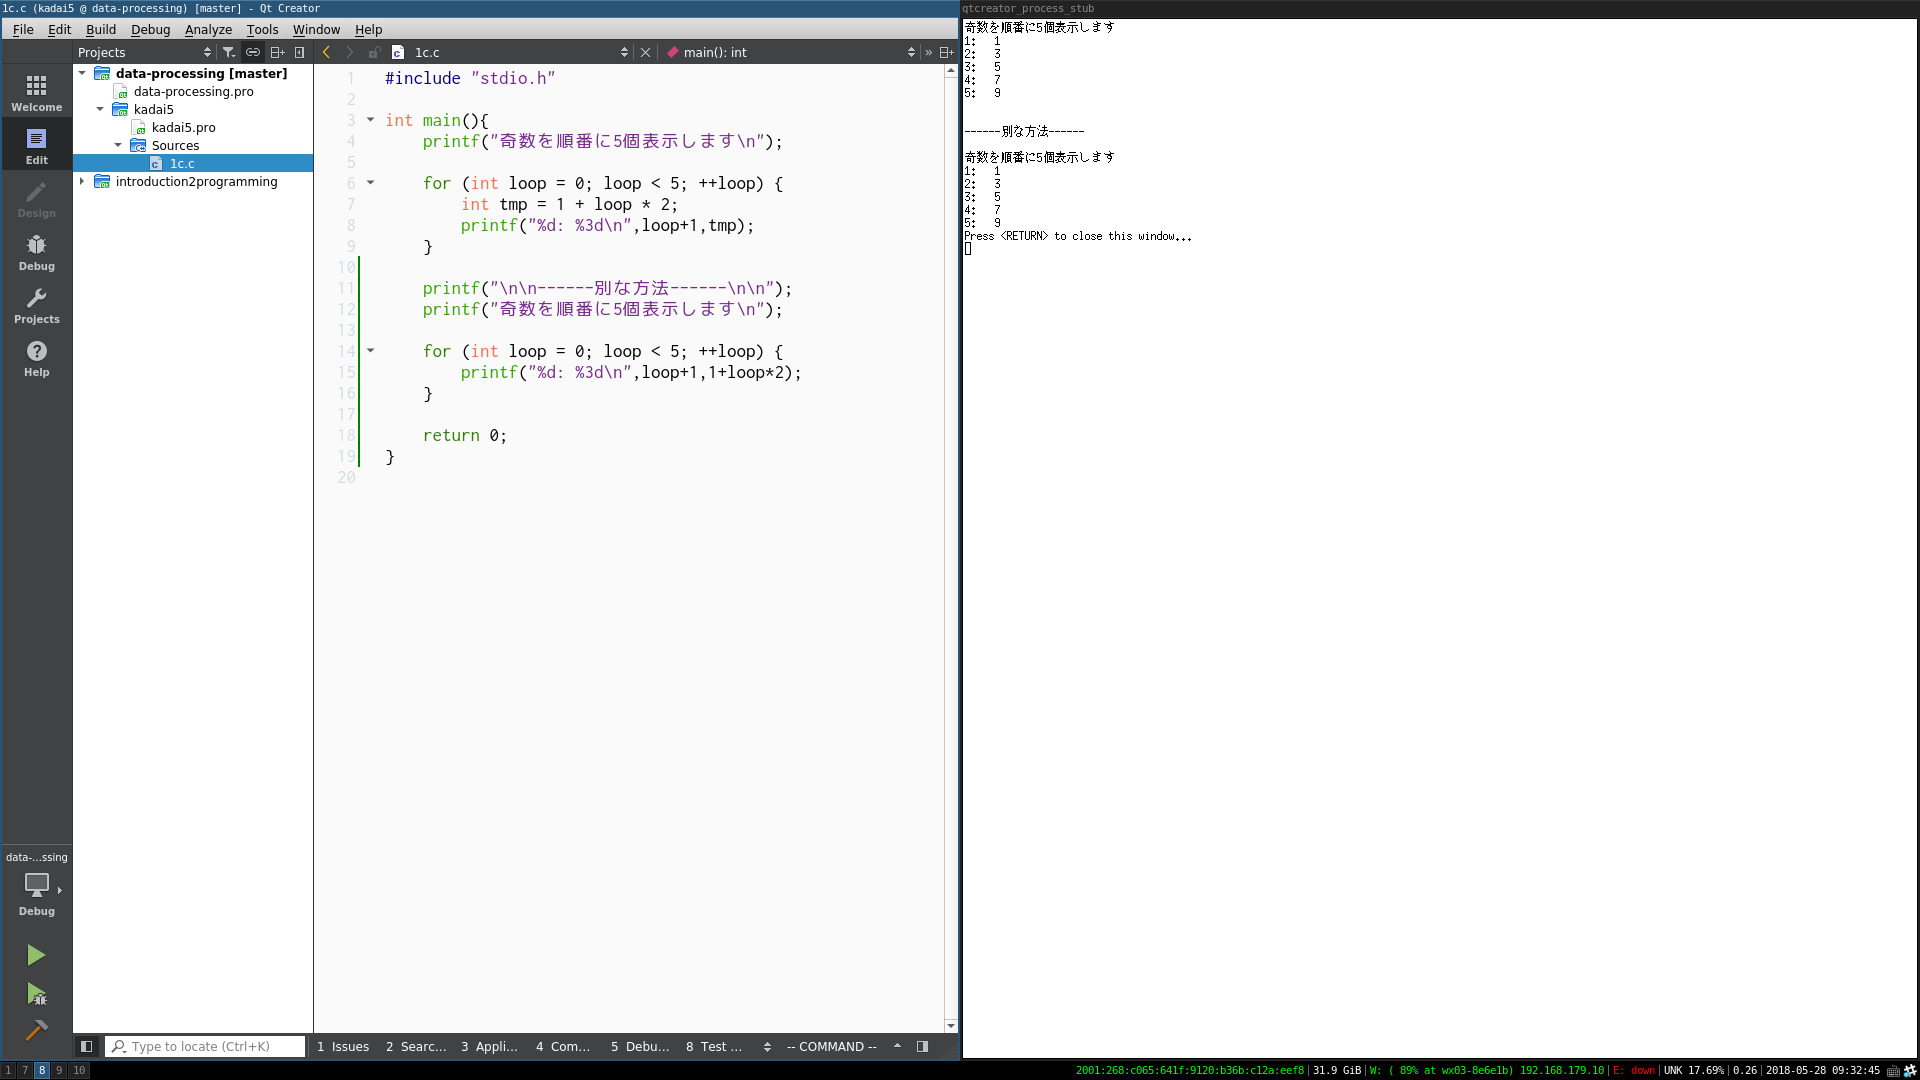 1c.c (kadai5 @ data-processing) [master] - Qt Creator
File Edit Build Debug Analyze Tools Window Help
Projects
1c.c
main(): int
»
Welcome
Edit
Design
Debug
Projects
Help
data-...ssing
Debug
data-processing [master]
data-processing.pro
kadai5
kadai5.pro
Sources
1c.c
introduction2programming
1 #include "stdio.h"
2
3 int main(){
4     printf("奇数を順番に5個表示します\n");
5
6     for (int loop = 0; loop < 5; ++loop) {
7         int tmp = 1 + loop * 2;
8         printf("%d: %3d\n",loop+1,tmp);
9     }
10
11     printf("\n\n------別な方法------\n\n");
12     printf("奇数を順番に5個表示します\n");
13
14     for (int loop = 0; loop < 5; ++loop) {
15         printf("%d: %3d\n",loop+1,1+loop*2);
16     }
17
18     return 0;
19 }
20
Type to locate (Ctrl+K)
1 Issues 2 Searc... 3 Appli... 4 Com... 5 Debu... 8 Test ... -- COMMAND --
qtcreator_process_stub
奇数を順番に5個表示します
1:   1
2:   3
3:   5
4:   7
5:   9
------別な方法------
奇数を順番に5個表示します
1:   1
2:   3
3:   5
4:   7
5:   9
Press <RETURN> to close this window...
1 7 8 9 10
2001:268:c065:641f:9120:b36b:c12a:eef8|31.9 GiB|W: ( 89% at wx03-8e6e1b) 192.168.179.10|E: down|UNK 17.69%|0.26|2018-05-28 09:32:45